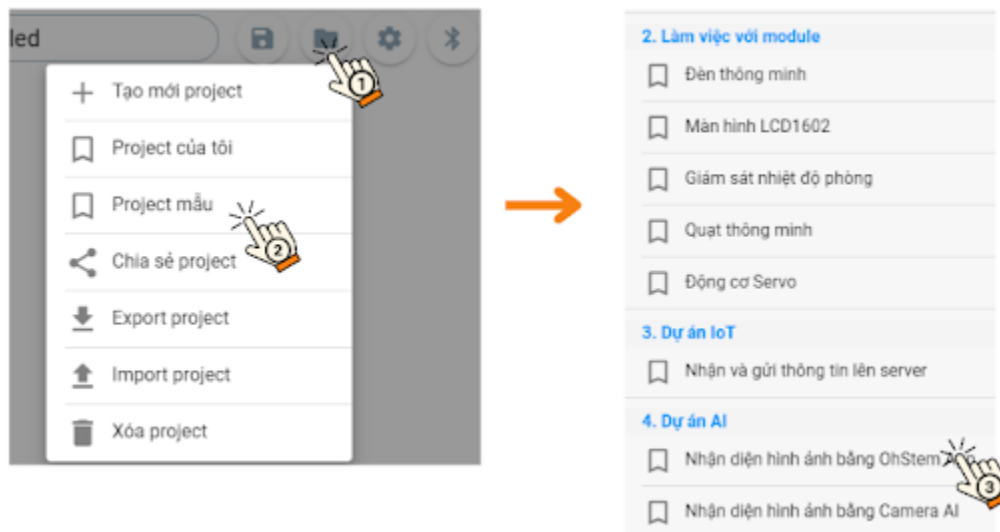 led
Tạo mới project
1
Project của tôi
Project mẫu
2
Chia sẻ project
Export project
Import project
Xóa project
2. Làm việc với module
Đèn thông minh
Màn hình LCD1602
Giám sát nhiệt độ phòng
Quạt thông minh
Động cơ Servo
3. Dự án IoT
Nhận và gửi thông tin lên server
4. Dự án AI
Nhận diện hình ảnh bằng OhStem
3
Nhận diện hình ảnh bằng Camera AI